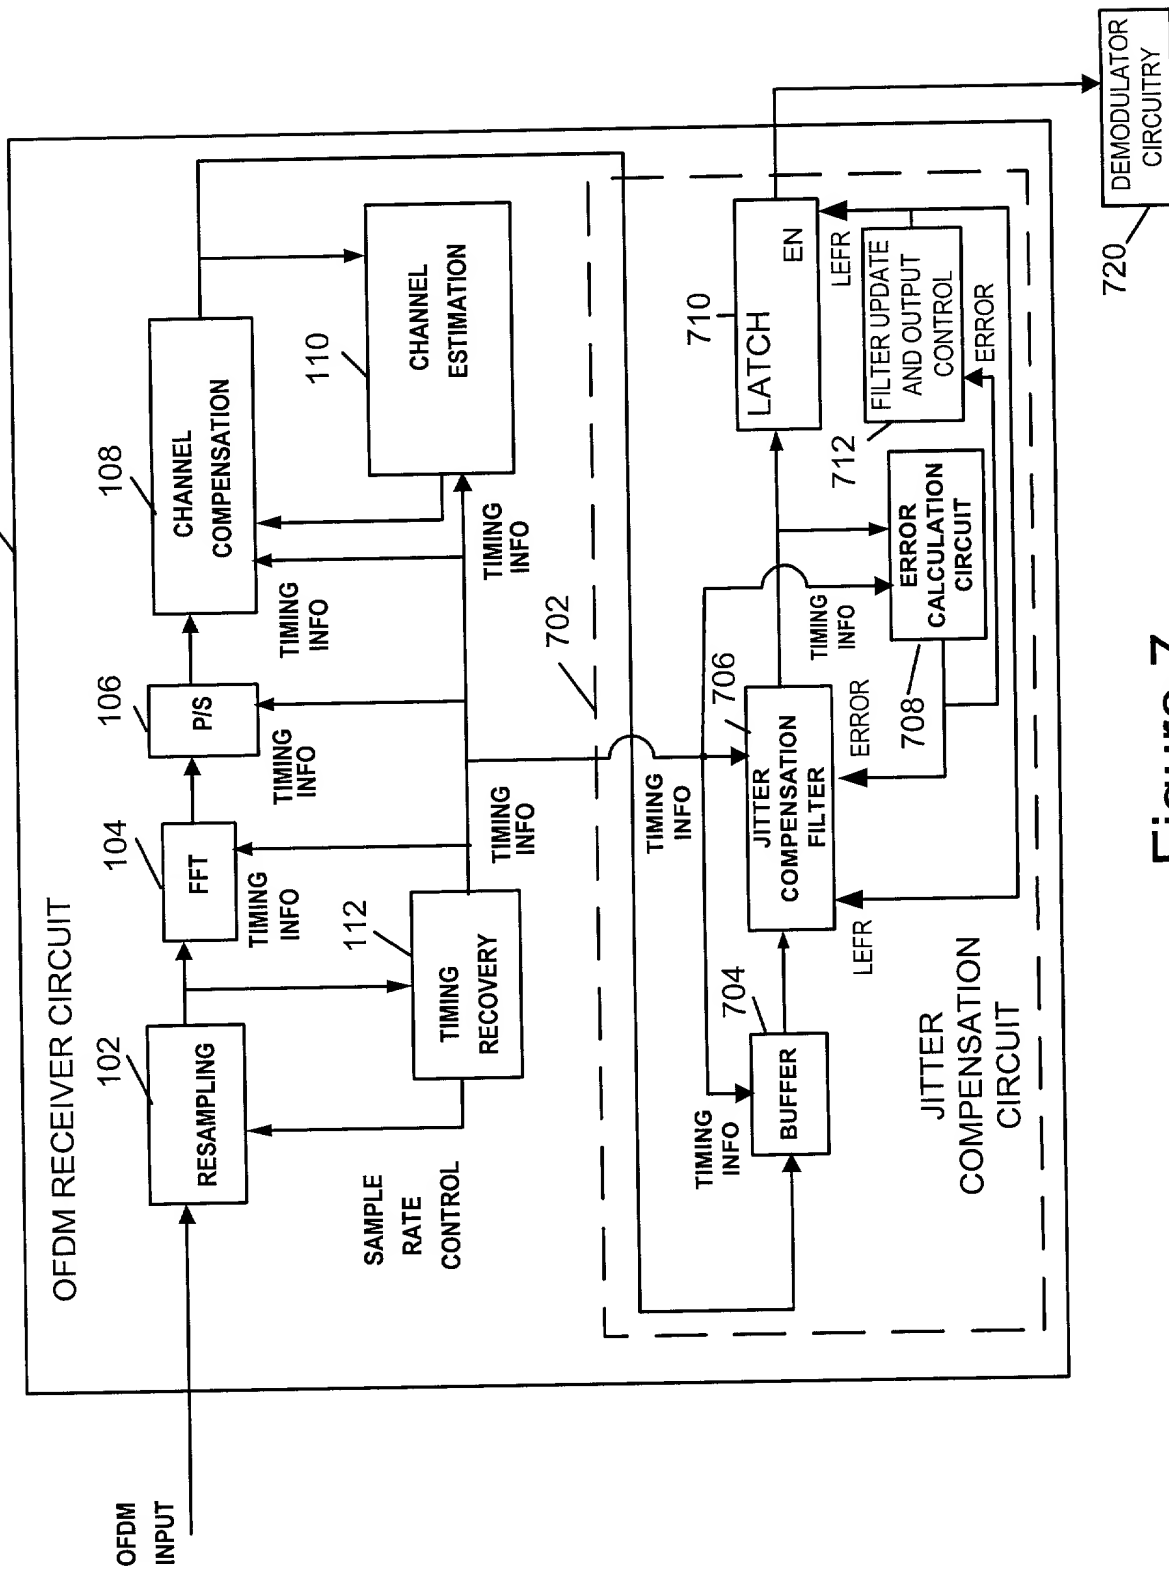 OFDM RECEIVER CIRCUIT
OFDM
INPUT
102
RESAMPLING
104
FFT
TIMING
INFO
106
P/S
TIMING
INFO
108
CHANNEL
COMPENSATION
TIMING
INFO
SAMPLE
RATE
CONTROL
112
TIMING
RECOVERY
TIMING
INFO
110
CHANNEL
ESTIMATION
TIMING
INFO
702
TIMING
INFO
704
BUFFER
TIMING
INFO
706
JITTER
COMPENSATION
FILTER
LEFR
ERROR
TIMING
INFO
708
ERROR
CALCULATION
CIRCUIT
710
LATCH
EN
LEFR
712
FILTER UPDATE
AND OUTPUT
CONTROL
ERROR
JITTER
COMPENSATION
CIRCUIT
720
DEMODULATOR
CIRCUITRY
Figure 7